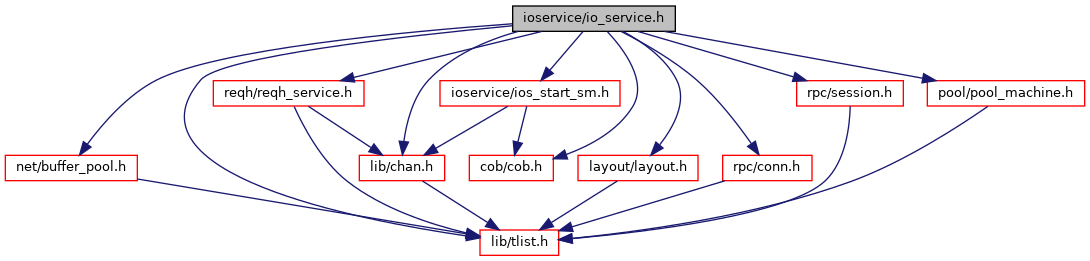 ioservice/io_service.h
reqh/reqh_service.h
ioservice/ios_start_sm.h
rpc/session.h
pool/pool_machine.h
net/buffer_pool.h
lib/chan.h
cob/cob.h
layout/layout.h
rpc/conn.h
lib/tlist.h